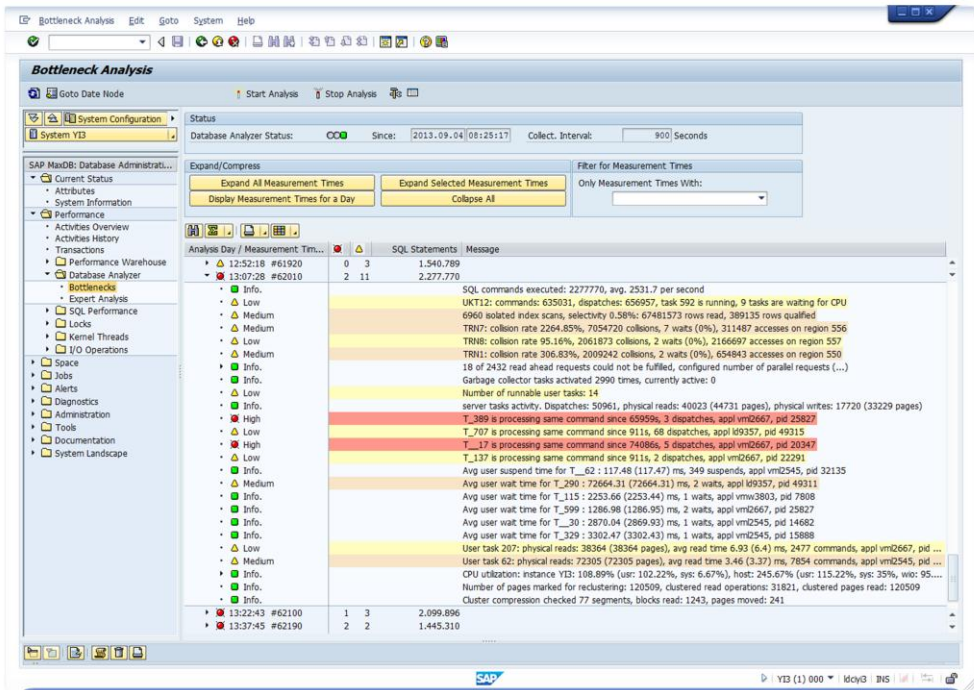 Bottleneck Analysis Edit Goto System Help
Bottleneck Analysis
Goto Date Node Start Analysis Stop Analysis
System Configuration
System YI3
Status
Database Analyzer Status: Since: 2013.09.04 08:25:17 Collect. Interval: 900 Seconds
SAP MaxDB: Database Administrati...
Current Status
Attributes
System Information
Performance
Activities Overview
Activities History
Transactions
Performance Warehouse
Database Analyzer
Bottlenecks
Expert Analysis
SQL Performance
Locks
Kernel Threads
I/O Operations
Space
Jobs
Alerts
Diagnostics
Administration
Tools
Documentation
System Landscape
Expand/Compress
Expand All Measurement Times Expand Selected Measurement Times
Display Measurement Times for a Day Collapse All
Filter for Measurement Times
Only Measurement Times With:
Analysis Day / Measurement Tim... SQL Statements Message
12:52:18 #61920 0 3 1.540.789
13:07:28 #62010 2 11 2.277.770
Info. SQL commands executed: 2277770, avg. 2531.7 per second
Low UKT12: commands: 635031, dispatches: 656957, task 592 is running, 9 tasks are waiting for CPU
Medium 6960 isolated index scans, selectivity 0.58%: 67481573 rows read, 389135 rows qualified
Medium TRN7: collision rate 2264.85%, 7054720 collisions, 7 waits (0%), 311487 accesses on region 556
Low TRN8: collision rate 95.16%, 2061873 collisions, 2 waits (0%), 2166697 accesses on region 557
Medium TRN1: collision rate 306.83%, 2009242 collisions, 2 waits (0%), 654843 accesses on region 550
Info. 18 of 2432 read ahead requests could not be fulfilled, configured number of parallel requests (...)
Info. Garbage collector tasks activated 2990 times, currently active: 0
Low Number of runnable user tasks: 14
Info. server tasks activity. Dispatches: 50961, physical reads: 40023 (44731 pages), physical writes: 17720 (33229 pages)
High T_389 is processing same command since 65959s, 3 dispatches, appl vml2667, pid 25827
Low T_707 is processing same command since 911s, 68 dispatches, appl ld9357, pid 49315
High T__17 is processing same command since 74086s, 5 dispatches, appl vml2667, pid 20347
Low T_137 is processing same command since 911s, 2 dispatches, appl vml2667, pid 22291
Info. Avg user suspend time for T__62 : 117.48 (117.47) ms, 349 suspends, appl vml2545, pid 32135
Medium Avg user wait time for T_290 : 72664.31 (72664.31) ms, 2 waits, appl ld9357, pid 49311
Info. Avg user wait time for T_115 : 2253.66 (2253.44) ms, 1 waits, appl vmw3803, pid 7808
Info. Avg user wait time for T_599 : 1286.98 (1286.95) ms, 2 waits, appl vml2667, pid 25827
Info. Avg user wait time for T__30 : 2870.04 (2869.93) ms, 1 waits, appl vml2545, pid 14682
Info. Avg user wait time for T_329 : 3302.47 (3302.43) ms, 1 waits, appl vml2545, pid 15888
Low User task 207: physical reads: 38364 (38364 pages), avg read time 6.93 (6.4) ms, 2477 commands, appl vml2667, pid ...
Medium User task 62: physical reads: 72305 (72305 pages), avg read time 3.46 (3.37) ms, 7854 commands, appl vml2545, pid ...
Info. CPU utilization: instance YI3: 108.89% (usr: 102.22%, sys: 6.67%), host: 245.67% (usr: 115.22%, sys: 35%, wio: 95....
Info. Number of pages marked for reclustering: 120509, clustered read operations: 31821, clustered pages read: 120509
Info. Cluster compression checked 77 segments, blocks read: 1243, pages moved: 241
13:22:43 #62100 1 3 2.099.896
13:37:45 #62190 2 2 1.445.310
SAP YI3 (1) 000 ldciyi3 INS